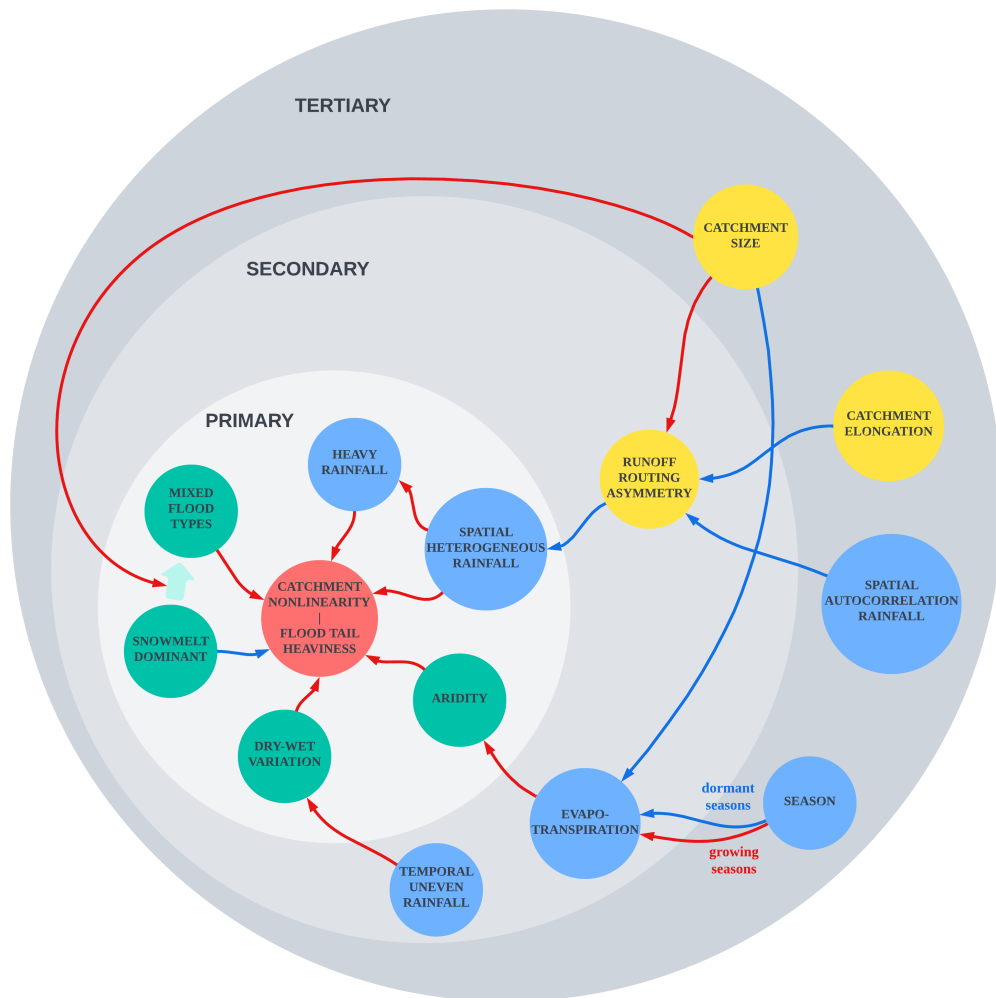 TERTIARY
CATCHMENT
SIZE
SECONDARY
CATCHMENT
ELONGATION
PRIMARY
HEAVY
RAINFALL
RUNOFF
ROUTING
ASYMMETRY
MIXED
FLOOD
TYPES
SPATIAL
HETEROGENEOUS
RAINFALL
CATCHMENT
NONLINEARITY
|
FLOOD TAIL
HEAVINESS
SPATIAL
AUTOCORRELATION
RAINFALL
SNOWMELT
DOMINANT
ARIDITY
DRY-WET
VARIATION
dormant
seasons
SEASON
EVAPO-
TRANSPIRATION
growing
seasons
TEMPORAL
UNEVEN
RAINFALL